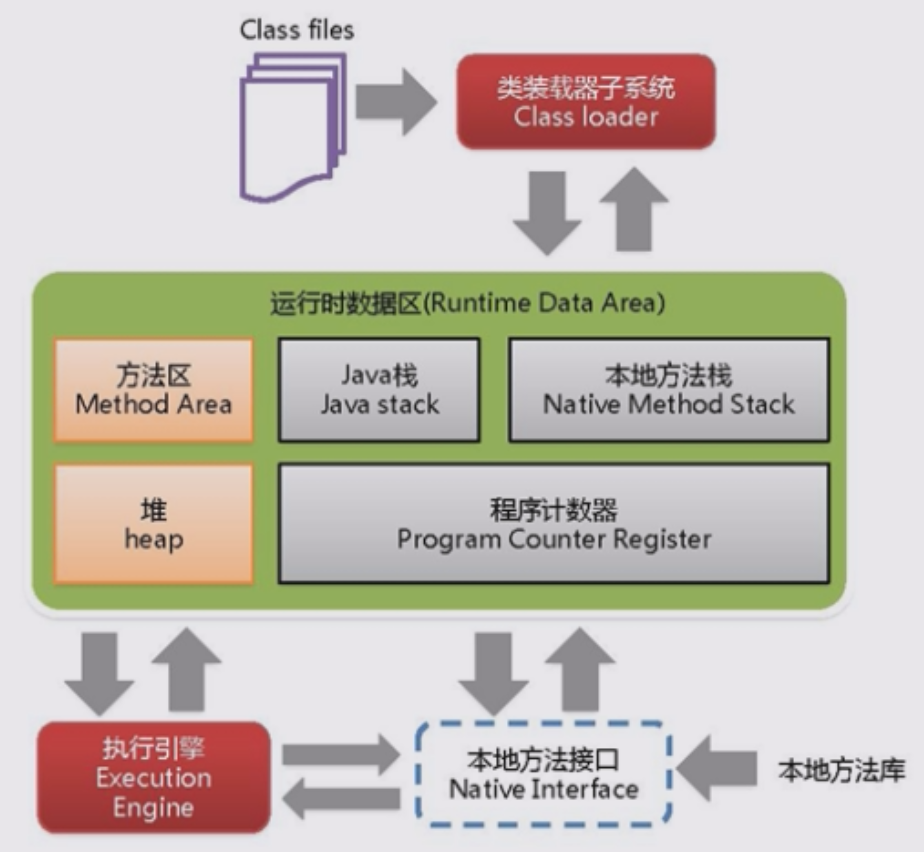 Class files
类装载器子系统
Class loader
运行时数据区(Runtime Data Area)
方法区
Method Area
Java栈
Java stack
本地方法栈
Native Method Stack
堆
heap
程序计数器
Program Counter Register
执行引擎
Execution
Engine
本地方法接口
Native Interface
本地方法库